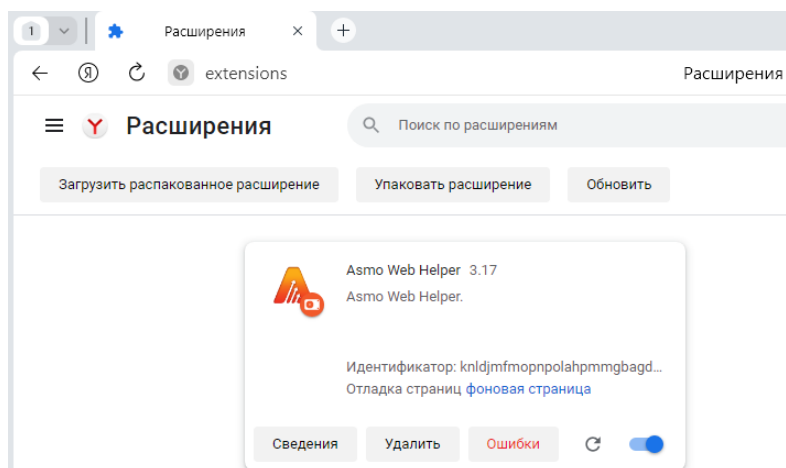 1
Расширения
Я
extensions
Расширения
Y Расширения
Поиск по расширениям
Загрузить распакованное расширение
Упаковать расширение
Обновить
Asmo Web Helper 3.17
Asmo Web Helper.
Идентификатор: knldjmfmopnpolahpmmgbagd...
Отладка страниц фоновая страница
Сведения
Удалить
Ошибки